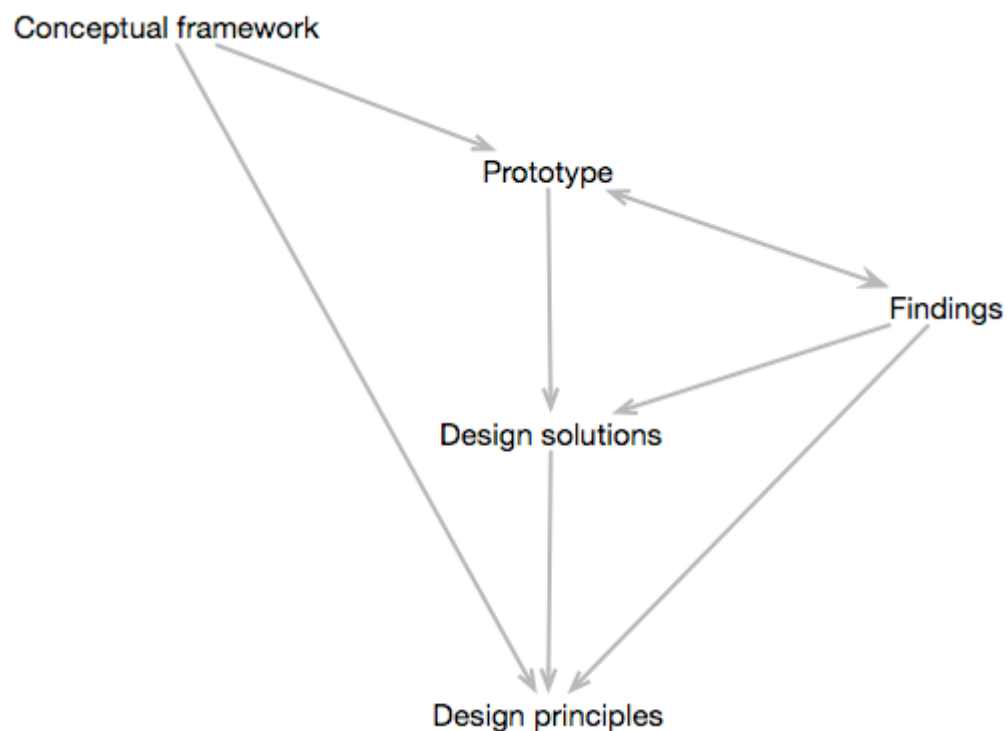 Conceptual framework
Prototype
Findings
Design solutions
Design principles